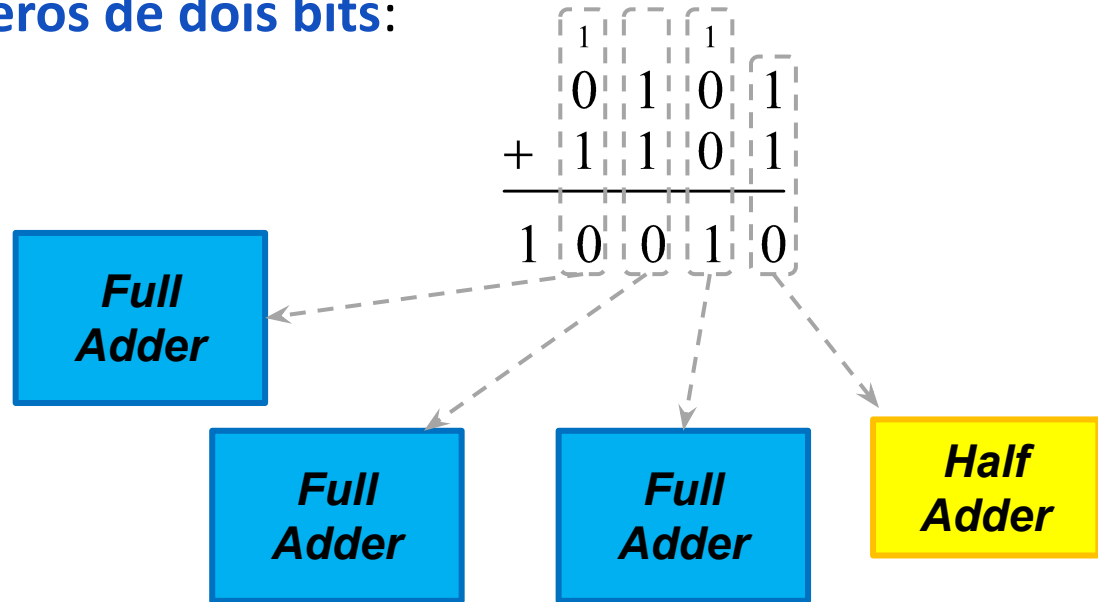 eros de dois bits:
1 1
0 1 0 1
+ 1 1 0 1
1 0 0 1 0
Full
Adder
Full
Adder
Full
Adder
Half
Adder